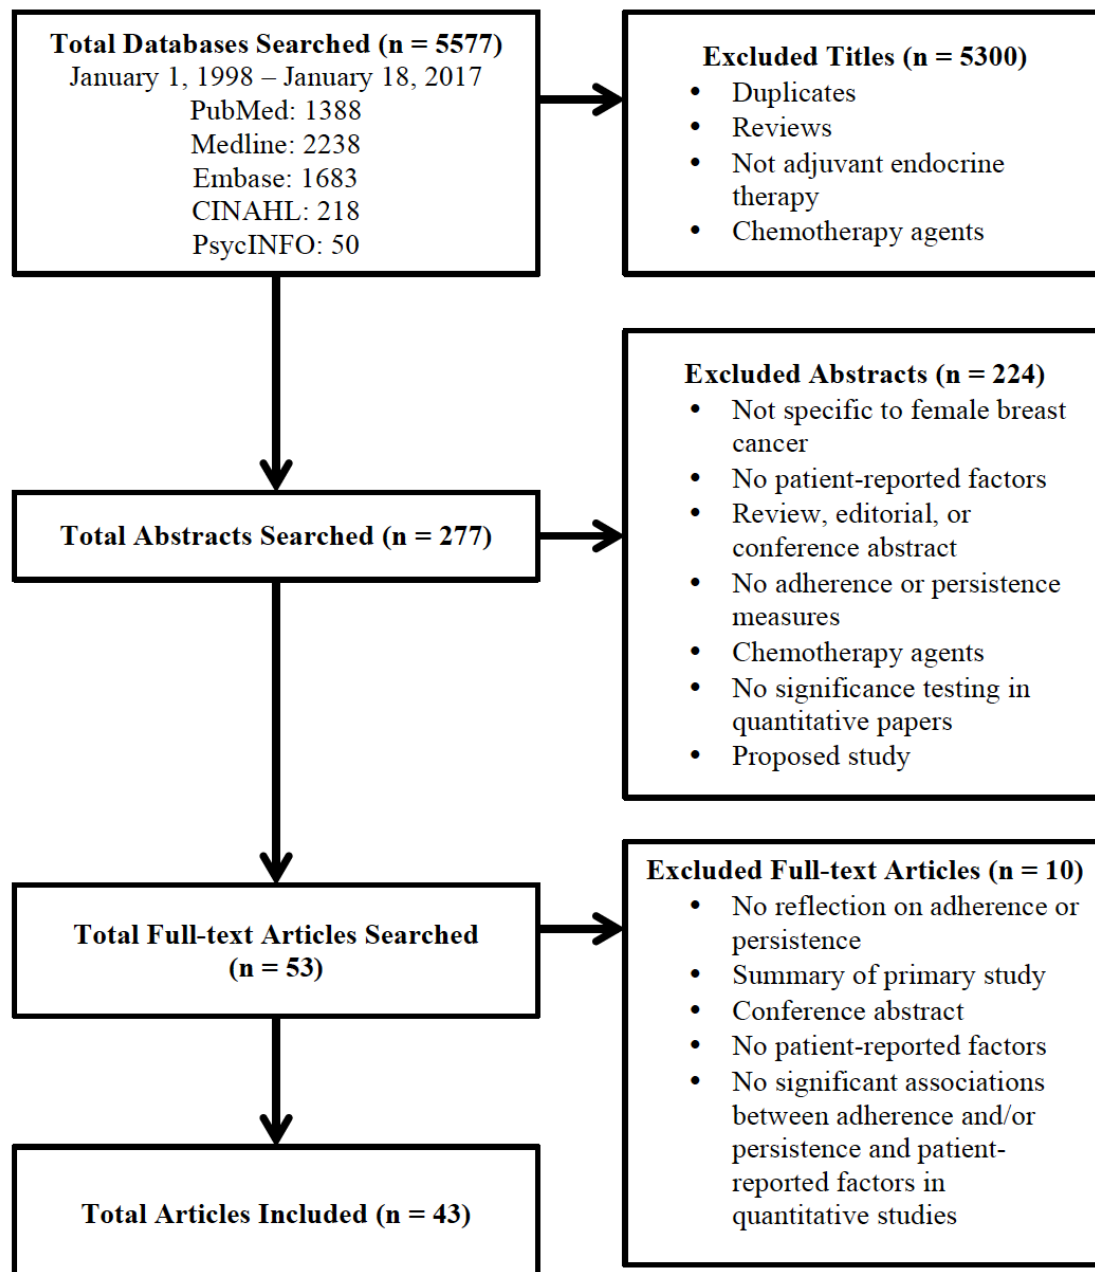 Total Databases Searched (n = 5577)
January 1, 1998 – January 18, 2017
PubMed: 1388
Medline: 2238
Embase: 1683
CINAHL: 218
PsycINFO: 50
Excluded Titles (n = 5300)
• Duplicates
• Reviews
• Not adjuvant endocrine
therapy
• Chemotherapy agents
Total Abstracts Searched (n = 277)
Excluded Abstracts (n = 224)
• Not specific to female breast
cancer
• No patient-reported factors
• Review, editorial, or
conference abstract
• No adherence or persistence
measures
• Chemotherapy agents
• No significance testing in
quantitative papers
• Proposed study
Total Full-text Articles Searched
(n = 53)
Excluded Full-text Articles (n = 10)
• No reflection on adherence or
persistence
• Summary of primary study
• Conference abstract
• No patient-reported factors
• No significant associations
between adherence and/or
persistence and patient-
reported factors in
quantitative studies
Total Articles Included (n = 43)